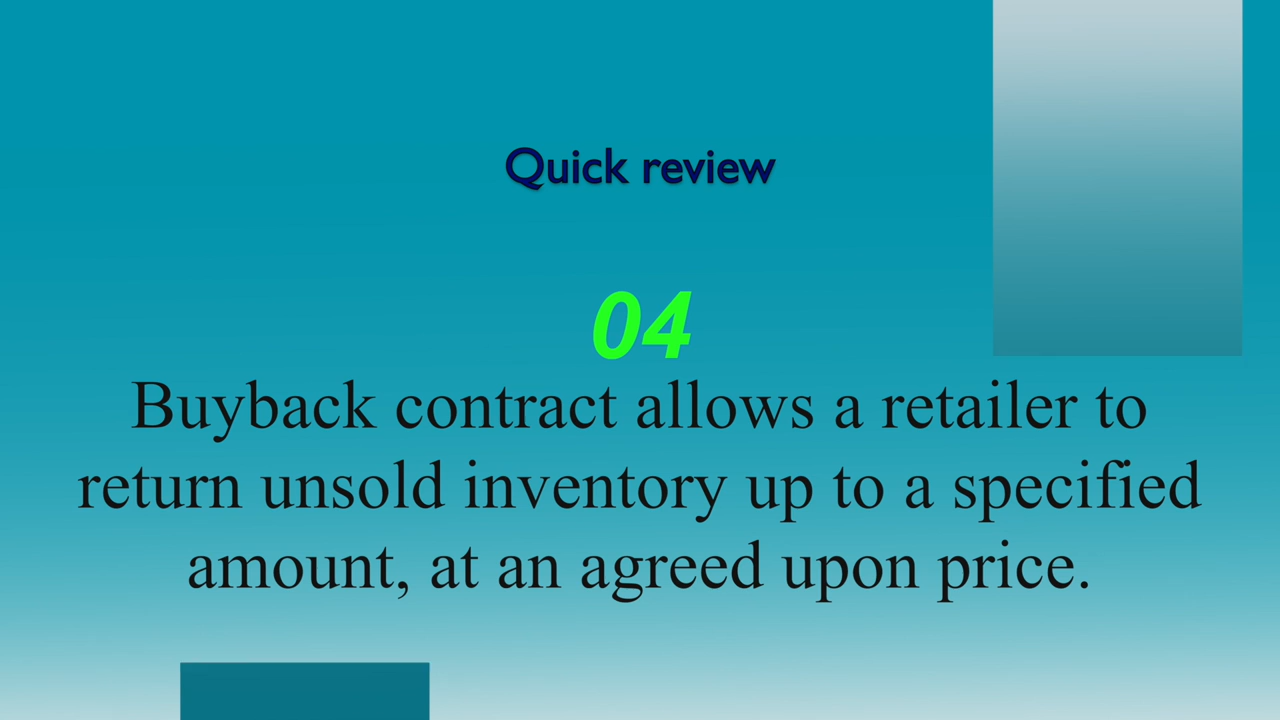 Quick review
04
Buyback contract allows a retailer to
return unsold inventory up to a specified
amount, at an agreed upon price.